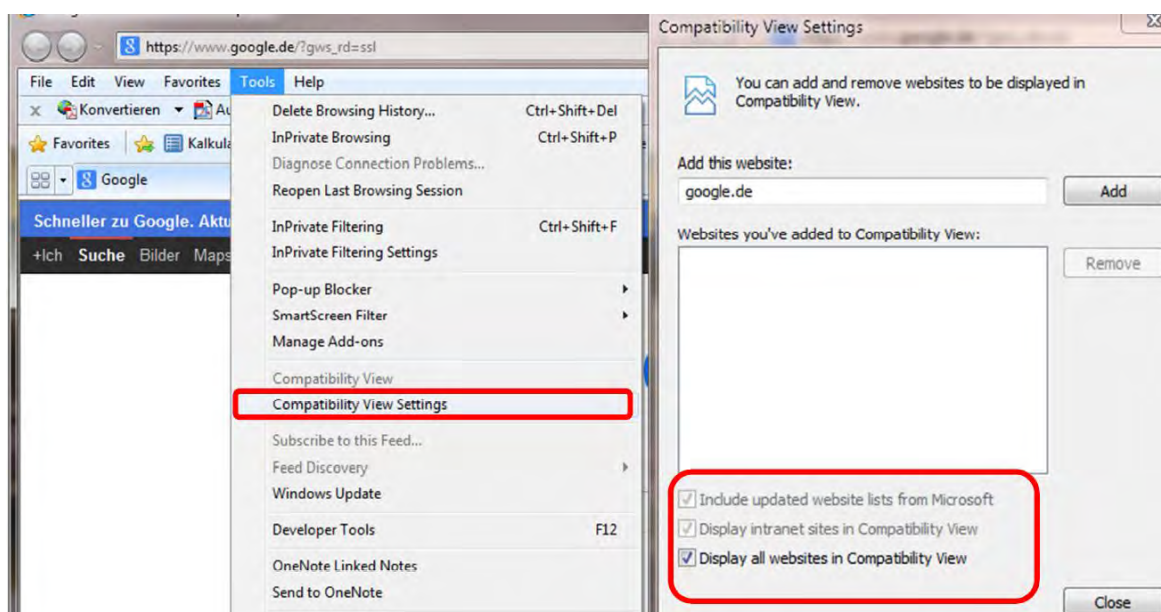 https://www.google.de/?gws_rd=ssl
File Edit View Favorites Tools Help
x Konvertieren
Favorites
Google
Schneller zu Google.
+Ich Suche Bilder Maps
Delete Browsing History... Ctrl+Shift+Del
InPrivate Browsing Ctrl+Shift+P
Diagnose Connection Problems...
Reopen Last Browsing Session
InPrivate Filtering Ctrl+Shift+F
InPrivate Filtering Settings
Pop-up Blocker
SmartScreen Filter
Manage Add-ons
Compatibility View
Compatibility View Settings
Subscribe to this Feed...
Feed Discovery
Windows Update
Developer Tools F12
OneNote Linked Notes
Send to OneNote
Compatibility View Settings
You can add and remove websites to be displayed in
Compatibility View.
Add this website:
google.de Add
Websites you've added to Compatibility View:
Remove
Include updated website lists from Microsoft
Display intranet sites in Compatibility View
Display all websites in Compatibility View
Close